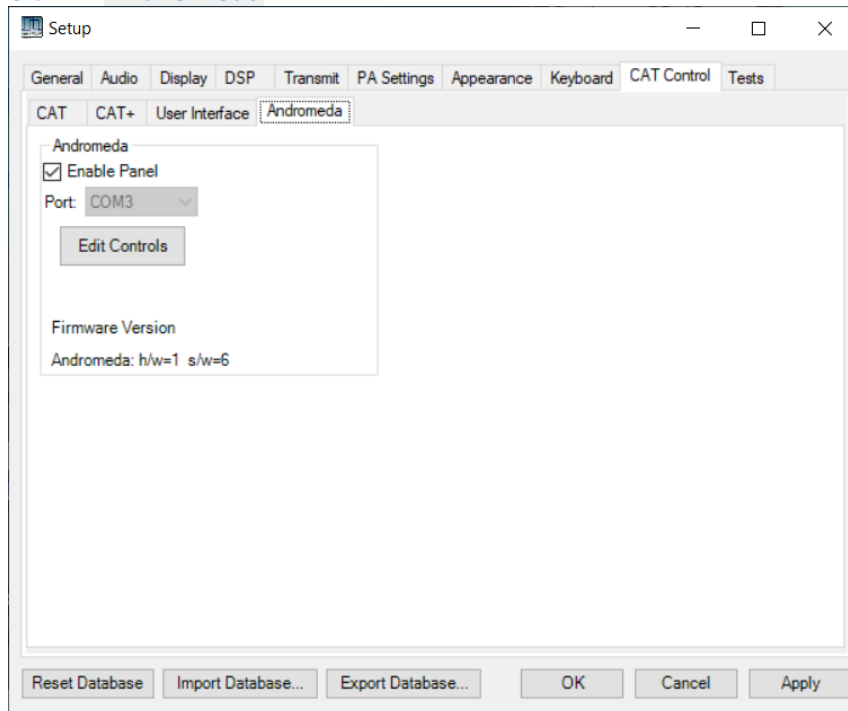 Setup
General Audio Display DSP Transmit PA Settings Appearance Keyboard CAT Control Tests
CAT CAT+ User Interface Andromeda
Andromeda
Enable Panel
Port: COM3
Edit Controls
Firmware Version
Andromeda: h/w=1 s/w=6
Reset Database Import Database... Export Database... OK Cancel Apply